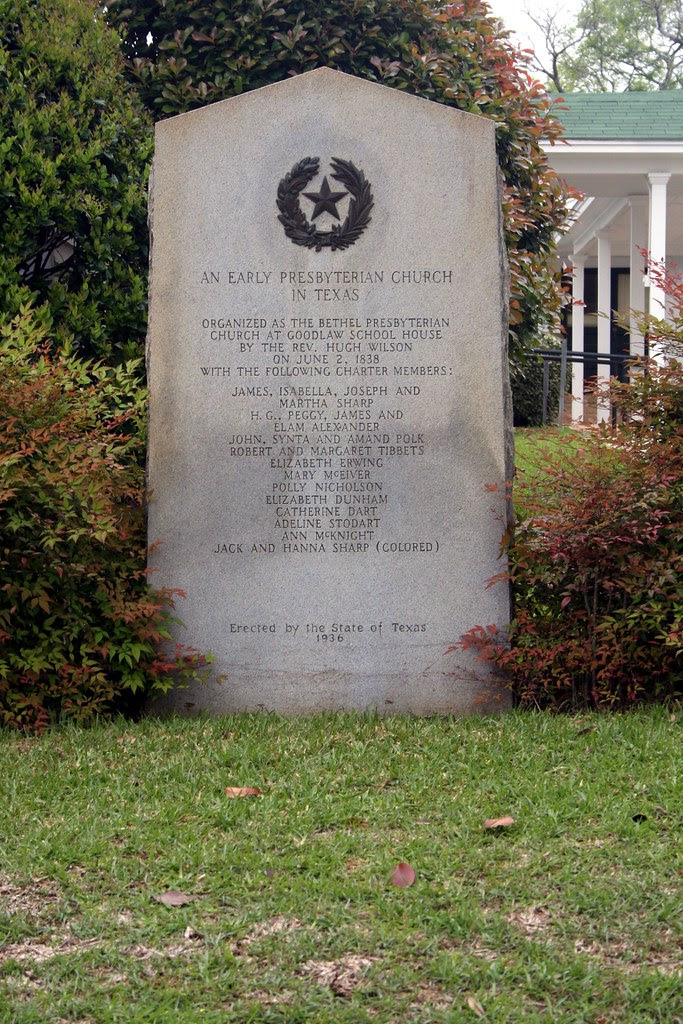 AN EARLY PRESBYTERIAN CHURCH
IN TEXAS
ORGANIZED AS THE BETHEL PRESBYTERIAN
CHURCH AT GOODLAW SCHOOL HOUSE
BY THE REV. HUGH WILSON
ON JUNE 2, 1838
WITH THE FOLLOWING CHARTER MEMBERS:
JAMES, ISABELLA, JOSEPH AND
MARTHA SHARP
H. G., PEGGY, JAMES AND
ELAM ALEXANDER
JOHN, SYNTA AND AMAND POLK
ROBERT AND MARGARET TIBBETS
ELIZABETH ERWING
MARY McEIVER
POLLY NICHOLSON
ELIZABETH DUNHAM
CATHERINE DART
ADELINE STODART
ANN McKNIGHT
JACK AND HANNA SHARP (COLORED)
Erected by the State of Texas
1936